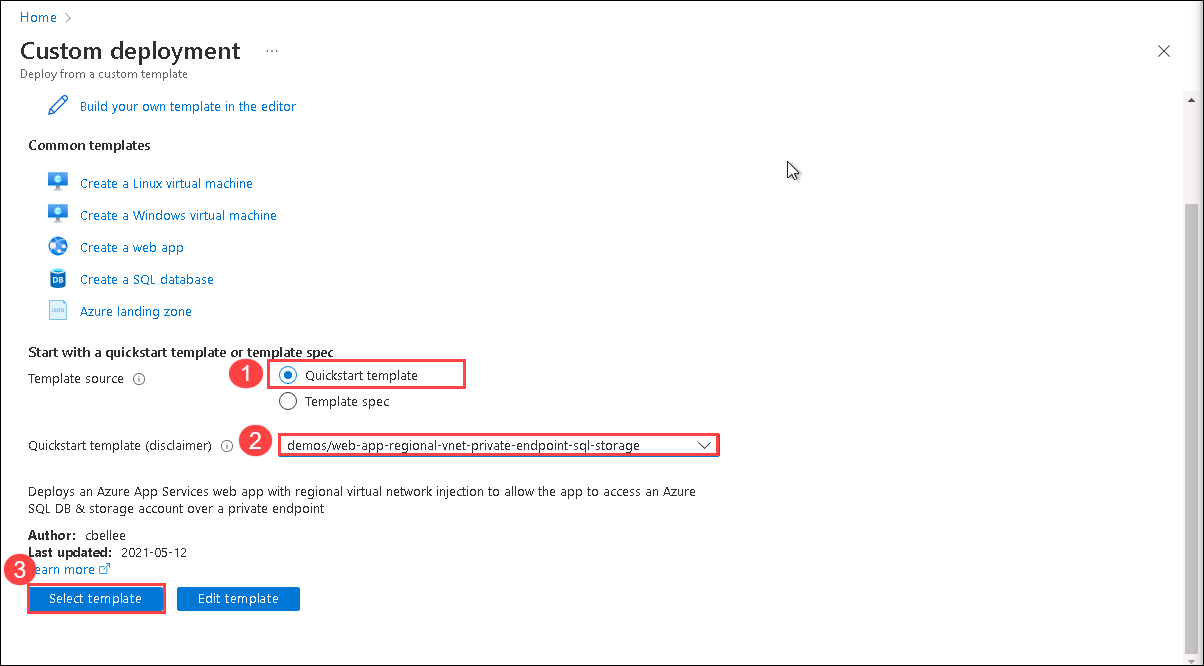 Home
Custom deployment ...
Deploy from a custom template
Build your own template in the editor
Common templates
Create a Linux virtual machine
Create a Windows virtual machine
Create a web app
DB Create a SQL database
JSON Azure landing zone
Start with a quickstart template or template spec
Template source 1 Quickstart template
Template spec
Quickstart template (disclaimer) 2 demos/web-app-regional-vnet-private-endpoint-sql-storage
Deploys an Azure App Services web app with regional virtual network injection to allow the app to access an Azure
SQL DB & storage account over a private endpoint
Author: cbellee
Last updated: 2021-05-12
3 earn more
Select template Edit template